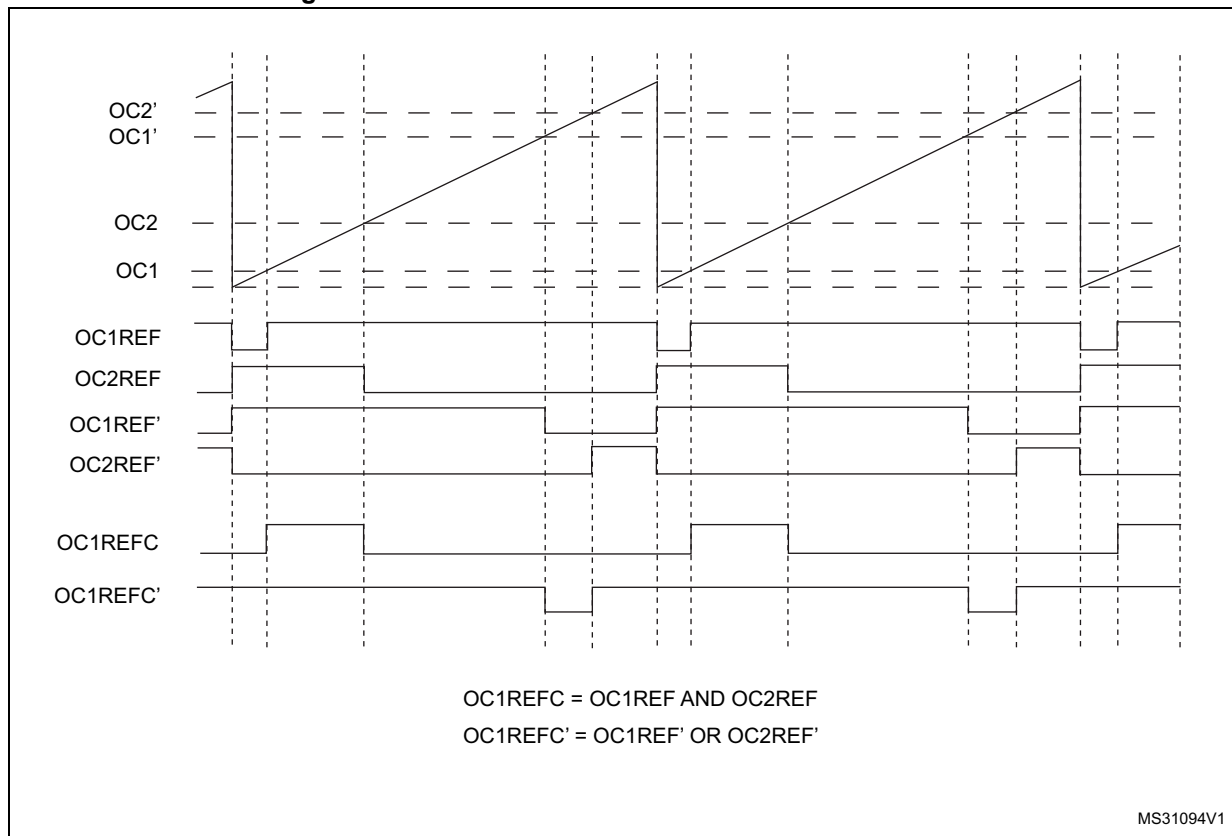 OC2’
OC1’
OC2
OC1
OC1REF
OC2REF
OC1REF’
OC2REF’
OC1REFC
OC1REFC’
OC1REFC = OC1REF AND OC2REF
OC1REFC’ = OC1REF’ OR OC2REF’
MS31094V1